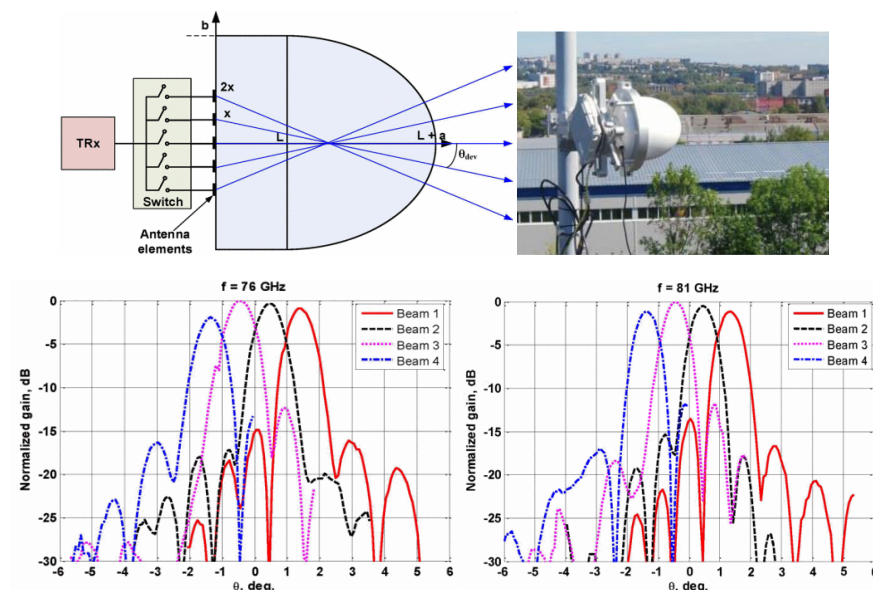 b
2x
x
TRx
L
L + a
θdev
Switch
Antenna
elements
f = 76 GHz
Normalized gain, dB
0
-5
-10
-15
-20
-25
-30
-6 -5 -4 -3 -2 -1 0 1 2 3 4 5 6
θ, deg.
Beam 1
Beam 2
Beam 3
Beam 4
f = 81 GHz
Normalized gain, dB
0
-5
-10
-15
-20
-25
-30
-6 -5 -4 -3 -2 -1 0 1 2 3 4 5 6
θ, deg.
Beam 1
Beam 2
Beam 3
Beam 4